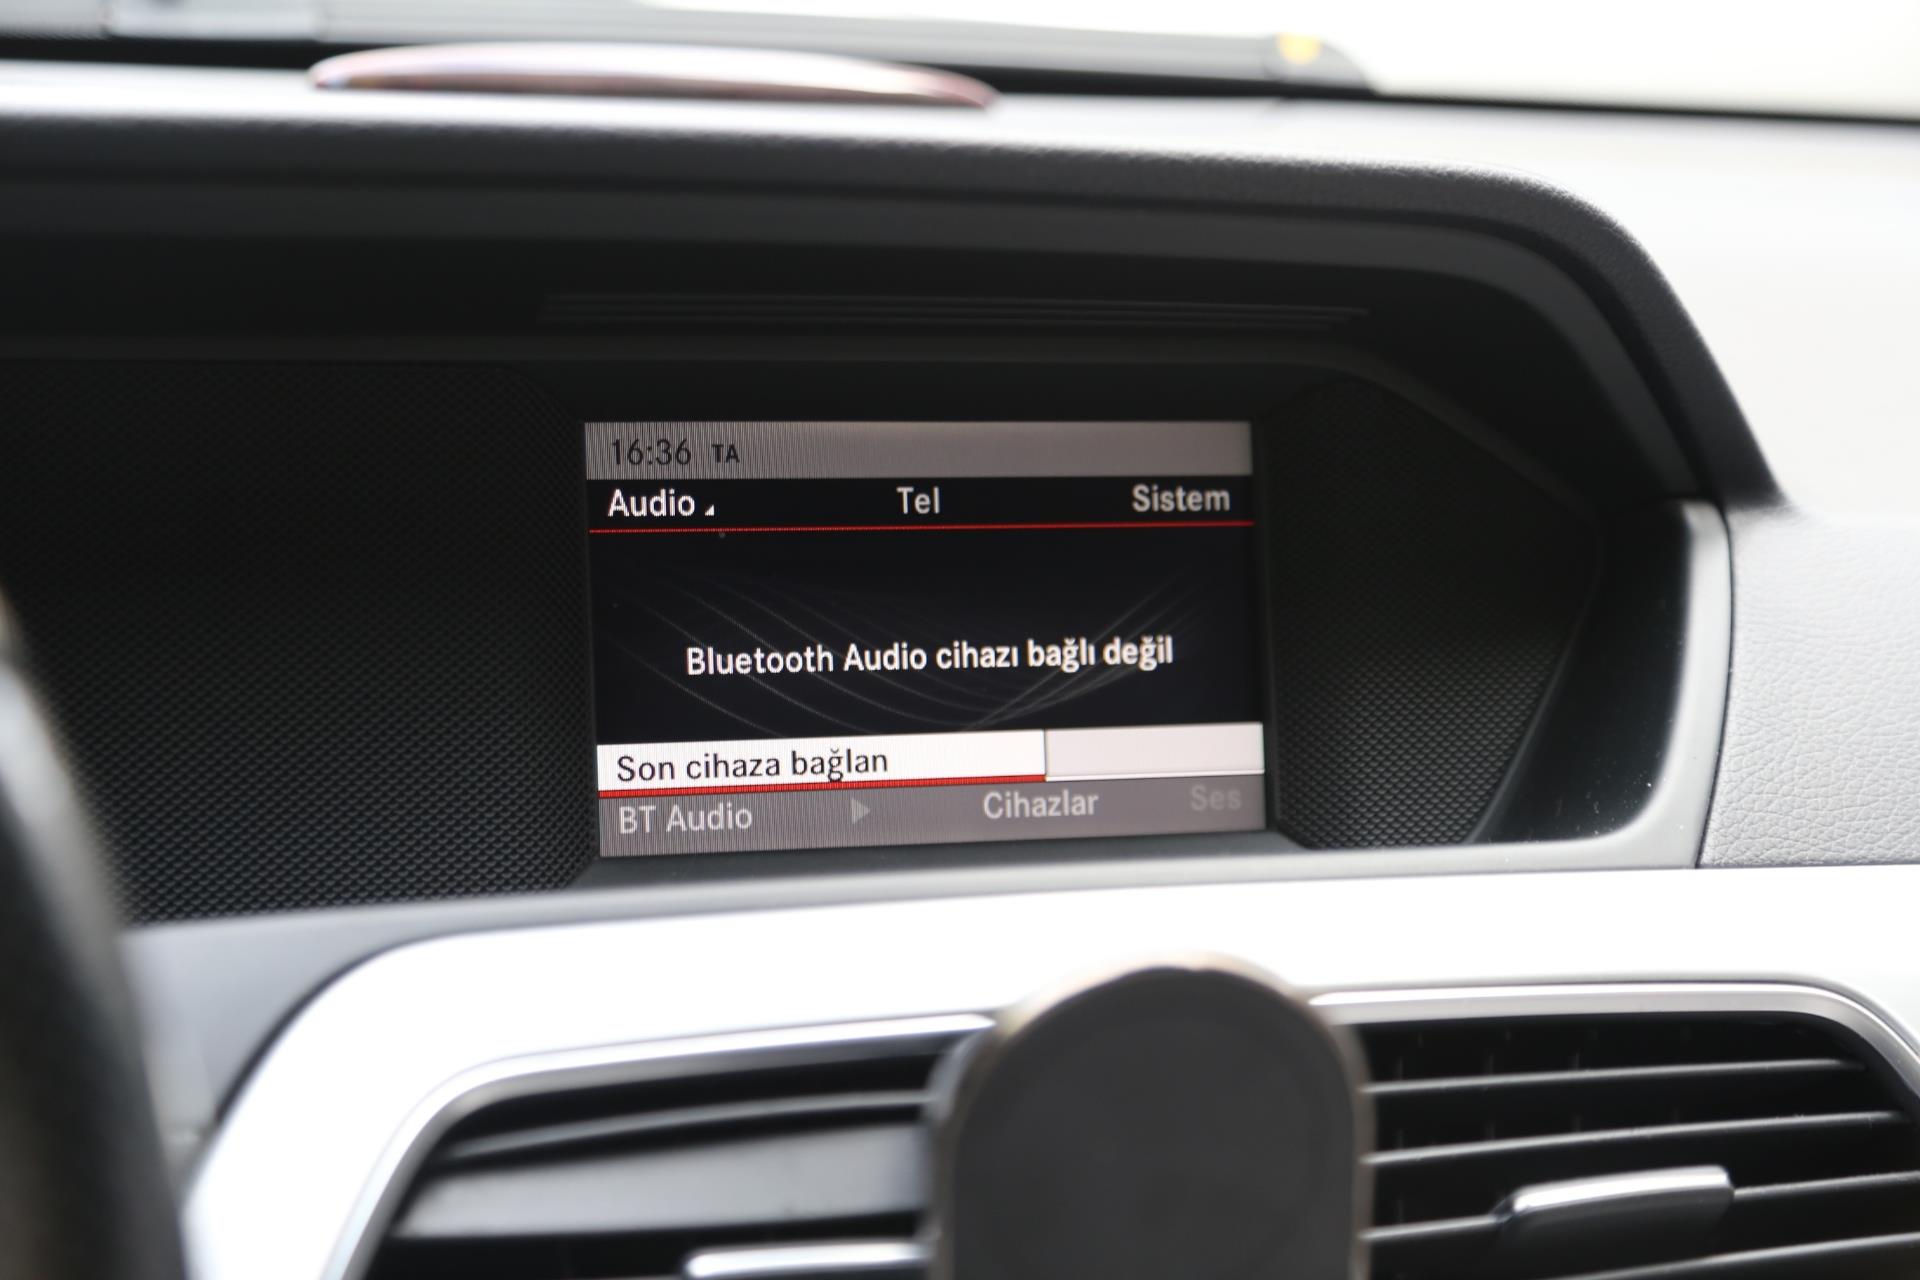 16:36 TA
Audio Tel Sistem
Bluetooth Audio cihazı bağlı değil
Son cihaza bağlan
BT Audio Cihazlar Ses